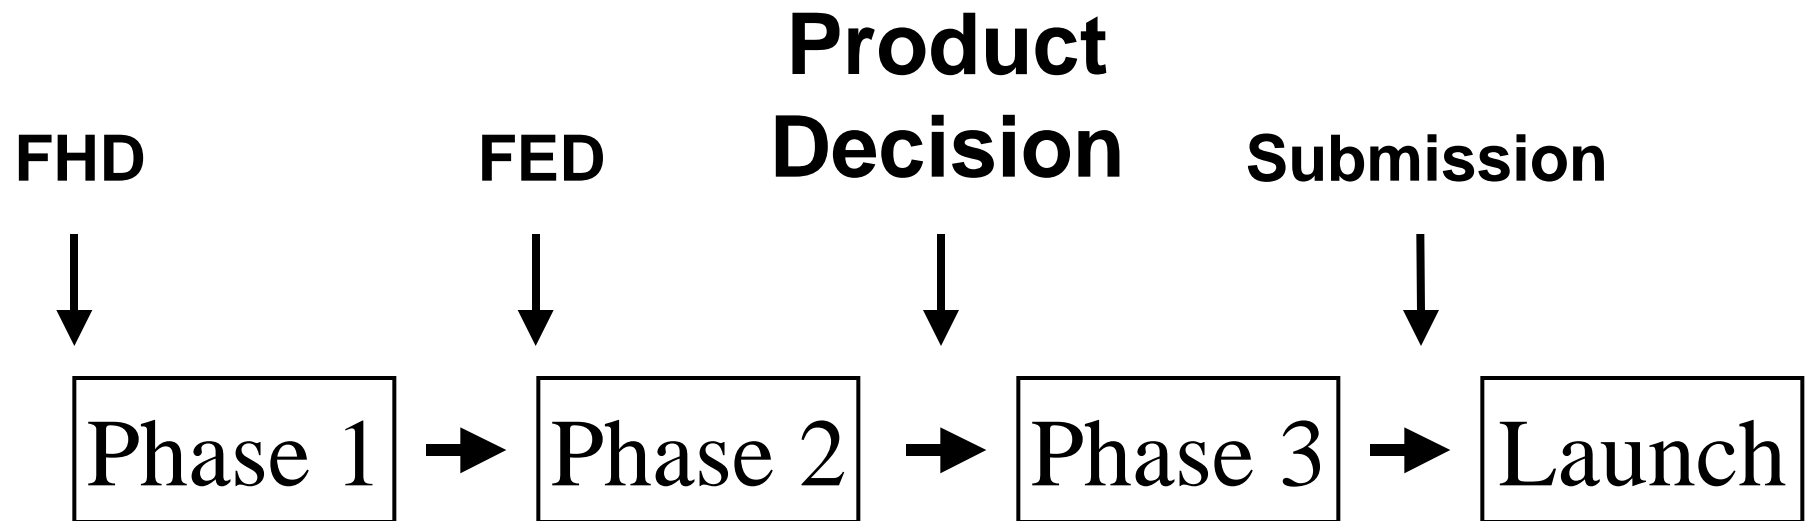 Product
Decision
FHD
FED
Submission
Phase 1
Phase 2
Phase 3
Launch